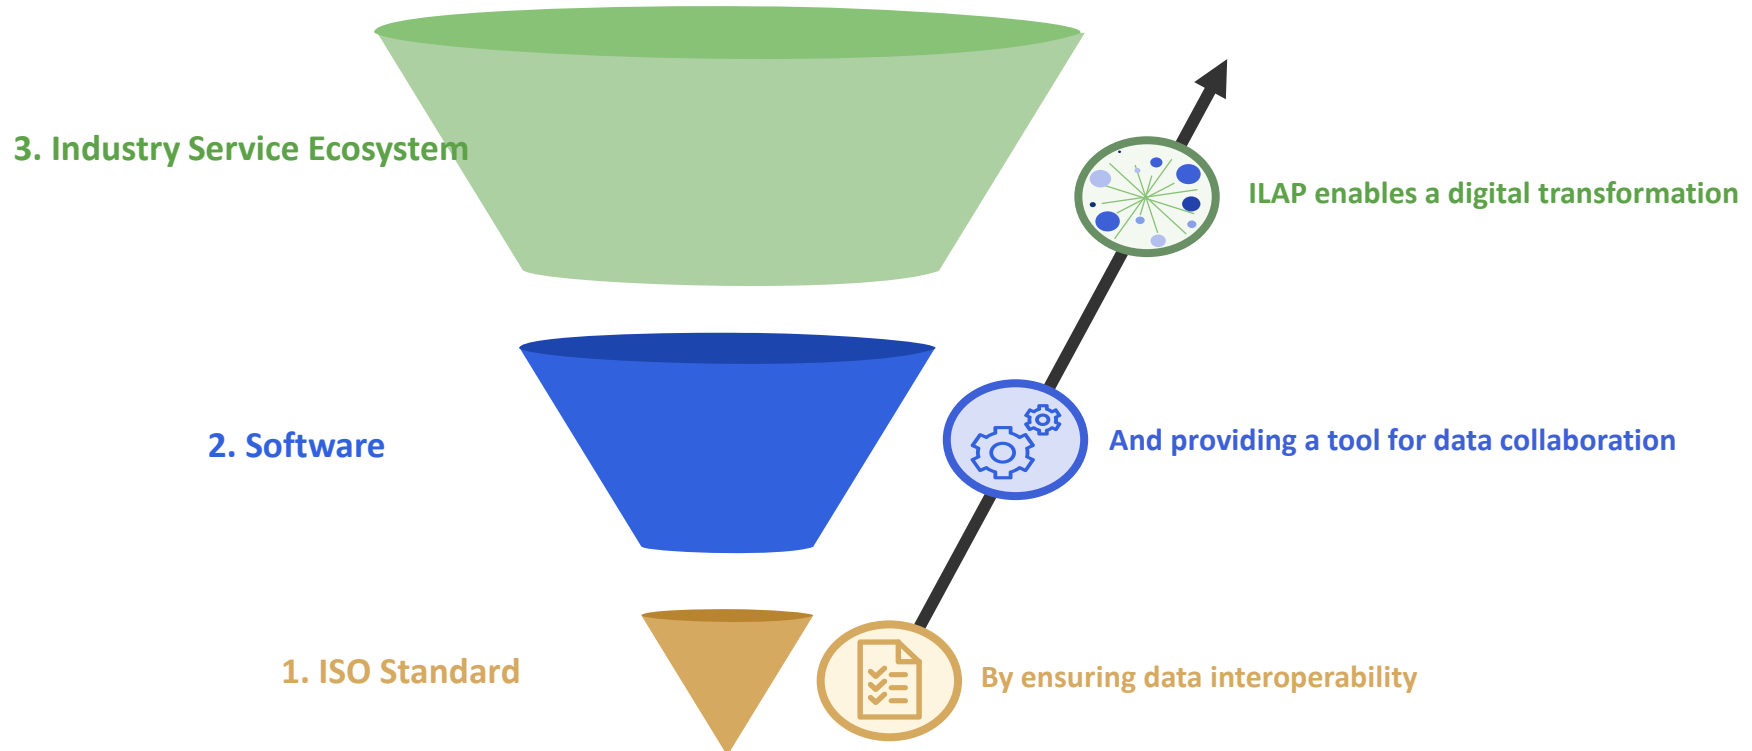 3. Industry Service Ecosystem
ILAP enables a digital transformation
2. Software
And providing a tool for data collaboration
1. ISO Standard
By ensuring data interoperability